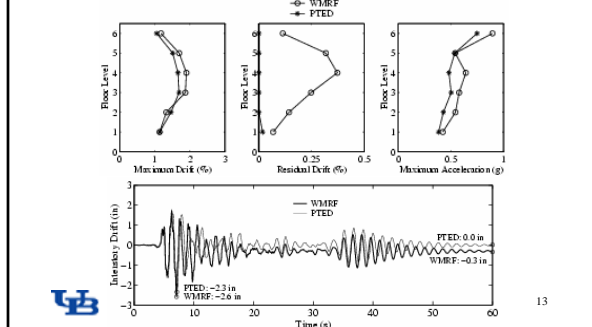 WMRF
PTED
6 6 6
5 5 5
4 4 4
3 3 3
2 2 2
1 1 1
0 0 0
Floor Level Floor Level Floor Level
0 1 2 3 0 0.25 0.5 0 0.5 1
Maximum Drift (%) Residual Drift (%) Maximum Acceleration (g)
3
2
1
0
−1
−2
−3
Interstory Drift (in)
WMRF
PTED
PTED: 0.0 in
WMRF: −0.3 in
PTED: −2.3 in
WMRF: −2.6 in
0 10 20 30 40 50 60
Time (s)
UB
13